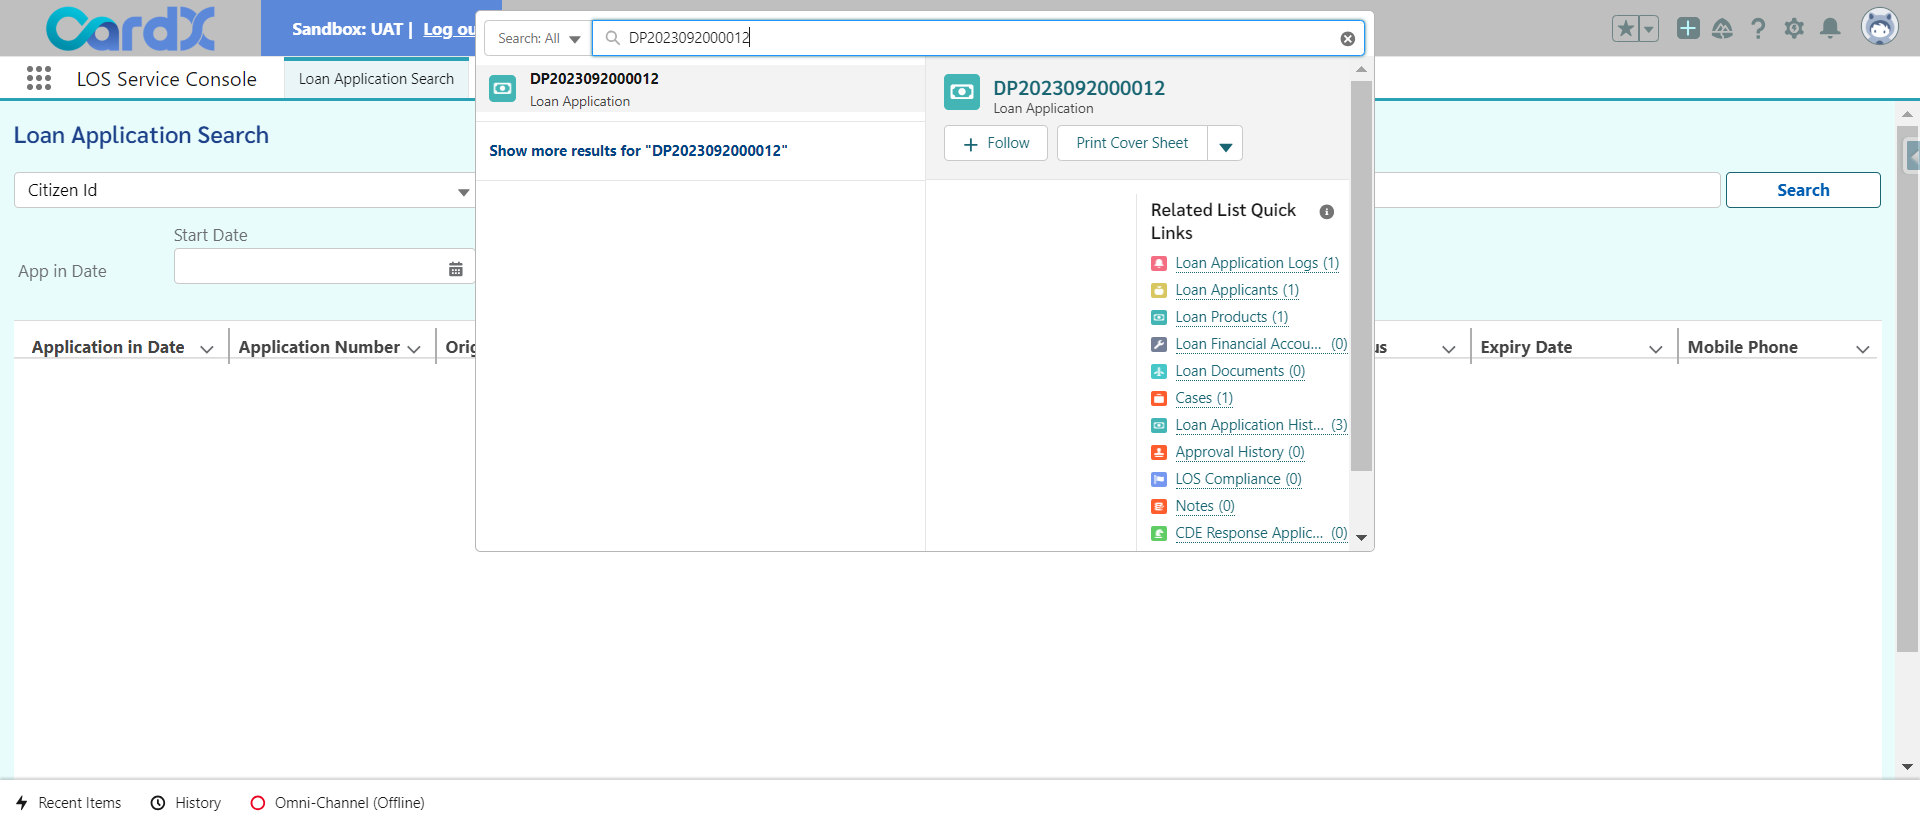 CardX
Sandbox: UAT |
Log ou
Search: All
DP2023092000012
LOS Service Console
Loan Application Search
DP2023092000012
Loan Application
Show more results for "DP2023092000012"
DP2023092000012
Loan Application
Follow
Print Cover Sheet
Related List Quick
Links
Loan Application Logs (1)
Loan Applicants (1)
Loan Products (1)
Loan Financial Accou... (0)
Loan Documents (0)
Cases (1)
Loan Application Hist... (3)
Approval History (0)
LOS Compliance (0)
Notes (0)
CDE Response Applic... (0)
Loan Application Search
Citizen Id
Search
Start Date
App in Date
Application in Date
Application Number
Orig
us
Expiry Date
Mobile Phone
Recent Items
History
Omni-Channel (Offline)